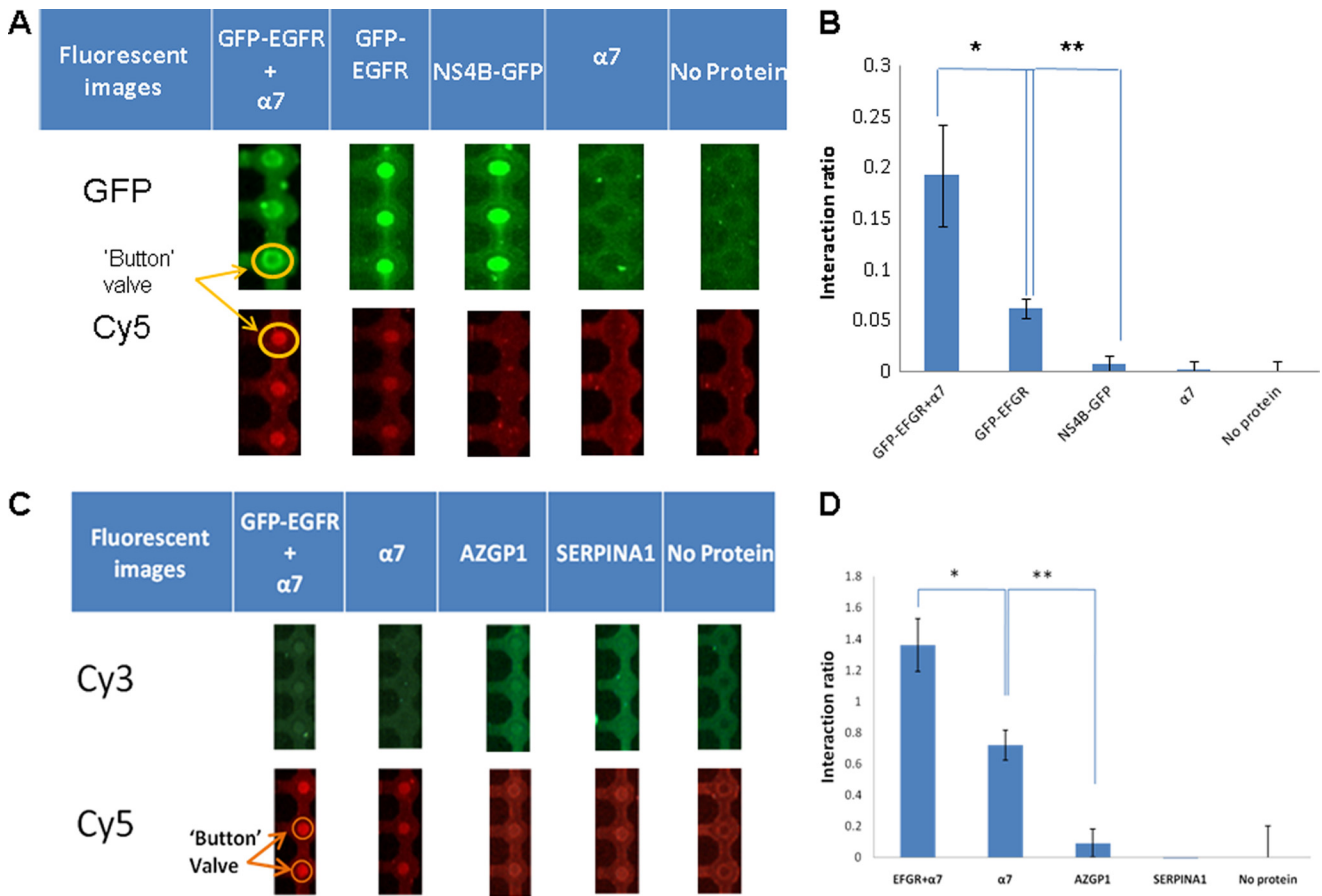 A
Fluorescent images
GFP-EGFR + α7
GFP-EGFR
NS4B-GFP
α7
No Protein
GFP
'Button' valve
Cy5
B
* **
Interaction ratio
0.3
0.25
0.2
0.15
0.1
0.05
0
GFP-EFGR+α7
GFP-EFGR
NS4B-GFP
α7
No protein
C
Fluorescent images
GFP-EGFR + α7
α7
AZGP1
SERPINA1
No Protein
Cy3
Cy5
'Button' Valve
D
* **
Interaction ratio
1.8
1.6
1.4
1.2
1
0.8
0.6
0.4
0.2
0
EFGR+α7
α7
AZGP1
SERPINA1
No protein